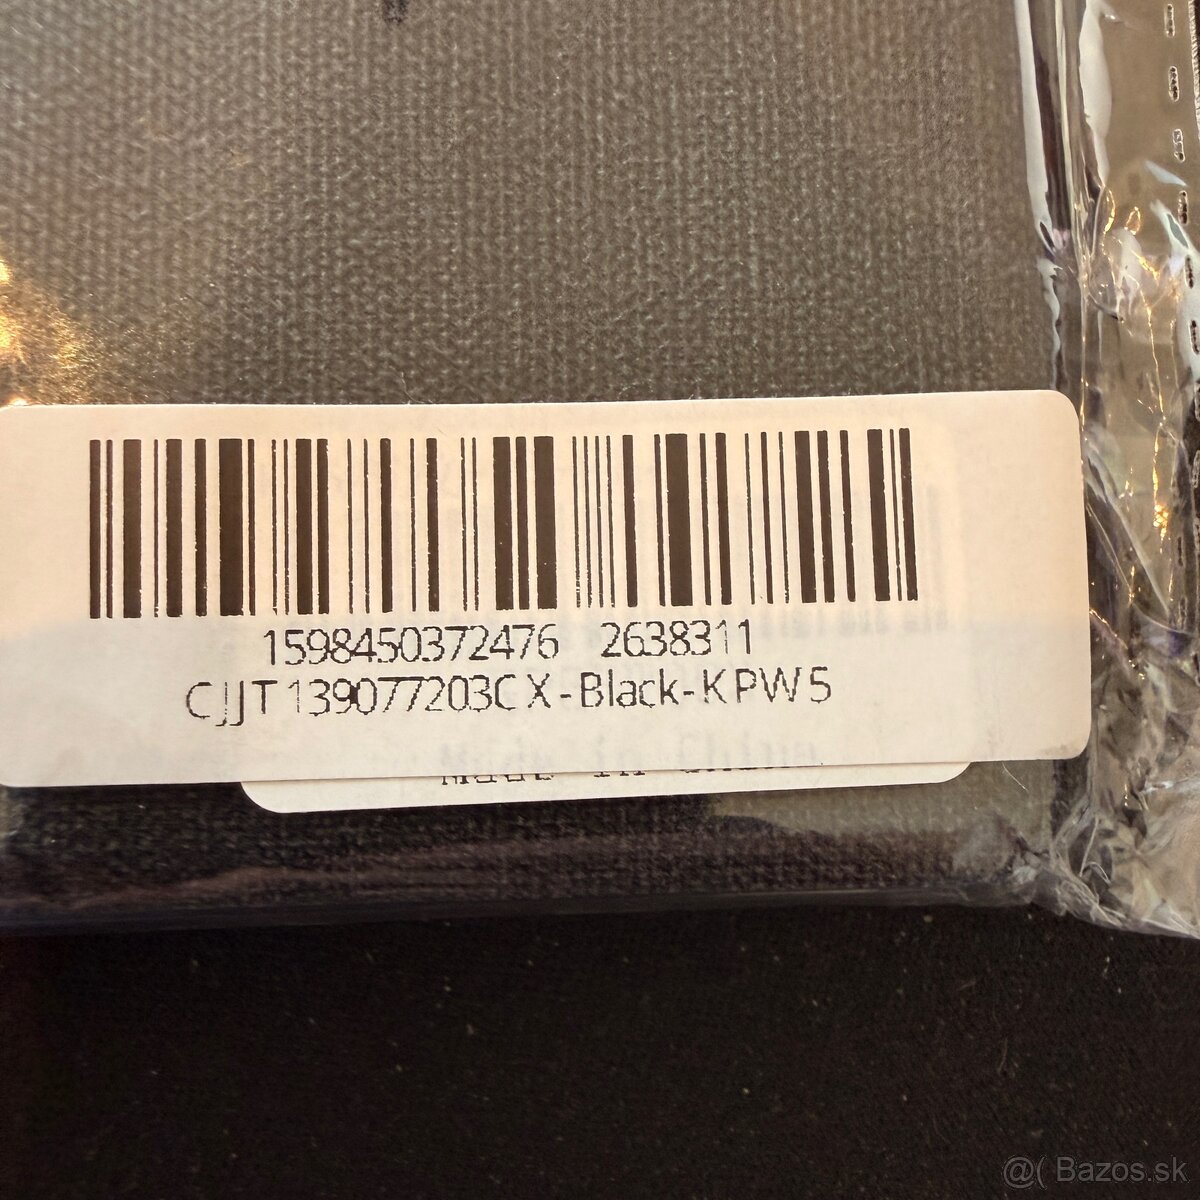 1598450372476 2638311
CJJT139077203CX-Black-KPW5
Made in China
@( Bazos.sk